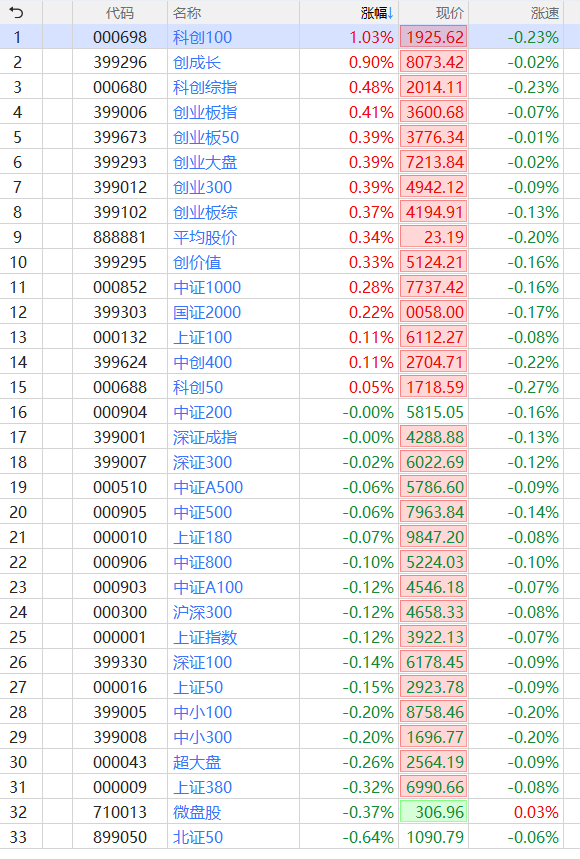 代码 名称 涨幅↓ 现价 涨速
1 000698 科创100 1.03% 1925.62 -0.23%
2 399296 创成长 0.90% 8073.42 -0.02%
3 000680 科创综指 0.48% 2014.11 -0.23%
4 399006 创业板指 0.41% 3600.68 -0.07%
5 399673 创业板50 0.39% 3776.34 -0.01%
6 399293 创业大盘 0.39% 7213.84 -0.02%
7 399012 创业300 0.39% 4942.12 -0.09%
8 399102 创业板综 0.37% 4194.91 -0.13%
9 888881 平均股价 0.34% 23.19 -0.20%
10 399295 创价值 0.33% 5124.21 -0.16%
11 000852 中证1000 0.28% 7737.42 -0.16%
12 399303 国证2000 0.22% 0058.00 -0.17%
13 000132 上证100 0.11% 6112.27 -0.08%
14 399624 中创400 0.11% 2704.71 -0.22%
15 000688 科创50 0.05% 1718.59 -0.27%
16 000904 中证200 -0.00% 5815.05 -0.16%
17 399001 深证成指 -0.00% 4288.88 -0.13%
18 399007 深证300 -0.02% 6022.69 -0.12%
19 000510 中证A500 -0.06% 5786.60 -0.09%
20 000905 中证500 -0.06% 7963.84 -0.14%
21 000010 上证180 -0.07% 9847.20 -0.08%
22 000906 中证800 -0.10% 5224.03 -0.10%
23 000903 中证A100 -0.12% 4546.18 -0.07%
24 000300 沪深300 -0.12% 4658.33 -0.08%
25 000001 上证指数 -0.12% 3922.13 -0.07%
26 399330 深证100 -0.14% 6178.45 -0.09%
27 000016 上证50 -0.15% 2923.78 -0.09%
28 399005 中小100 -0.20% 8758.46 -0.20%
29 399008 中小300 -0.20% 1696.77 -0.20%
30 000043 超大盘 -0.26% 2564.19 -0.09%
31 000009 上证380 -0.32% 6990.66 -0.08%
32 710013 微盘股 -0.37% 306.96 0.03%
33 899050 北证50 -0.64% 1090.79 -0.06%